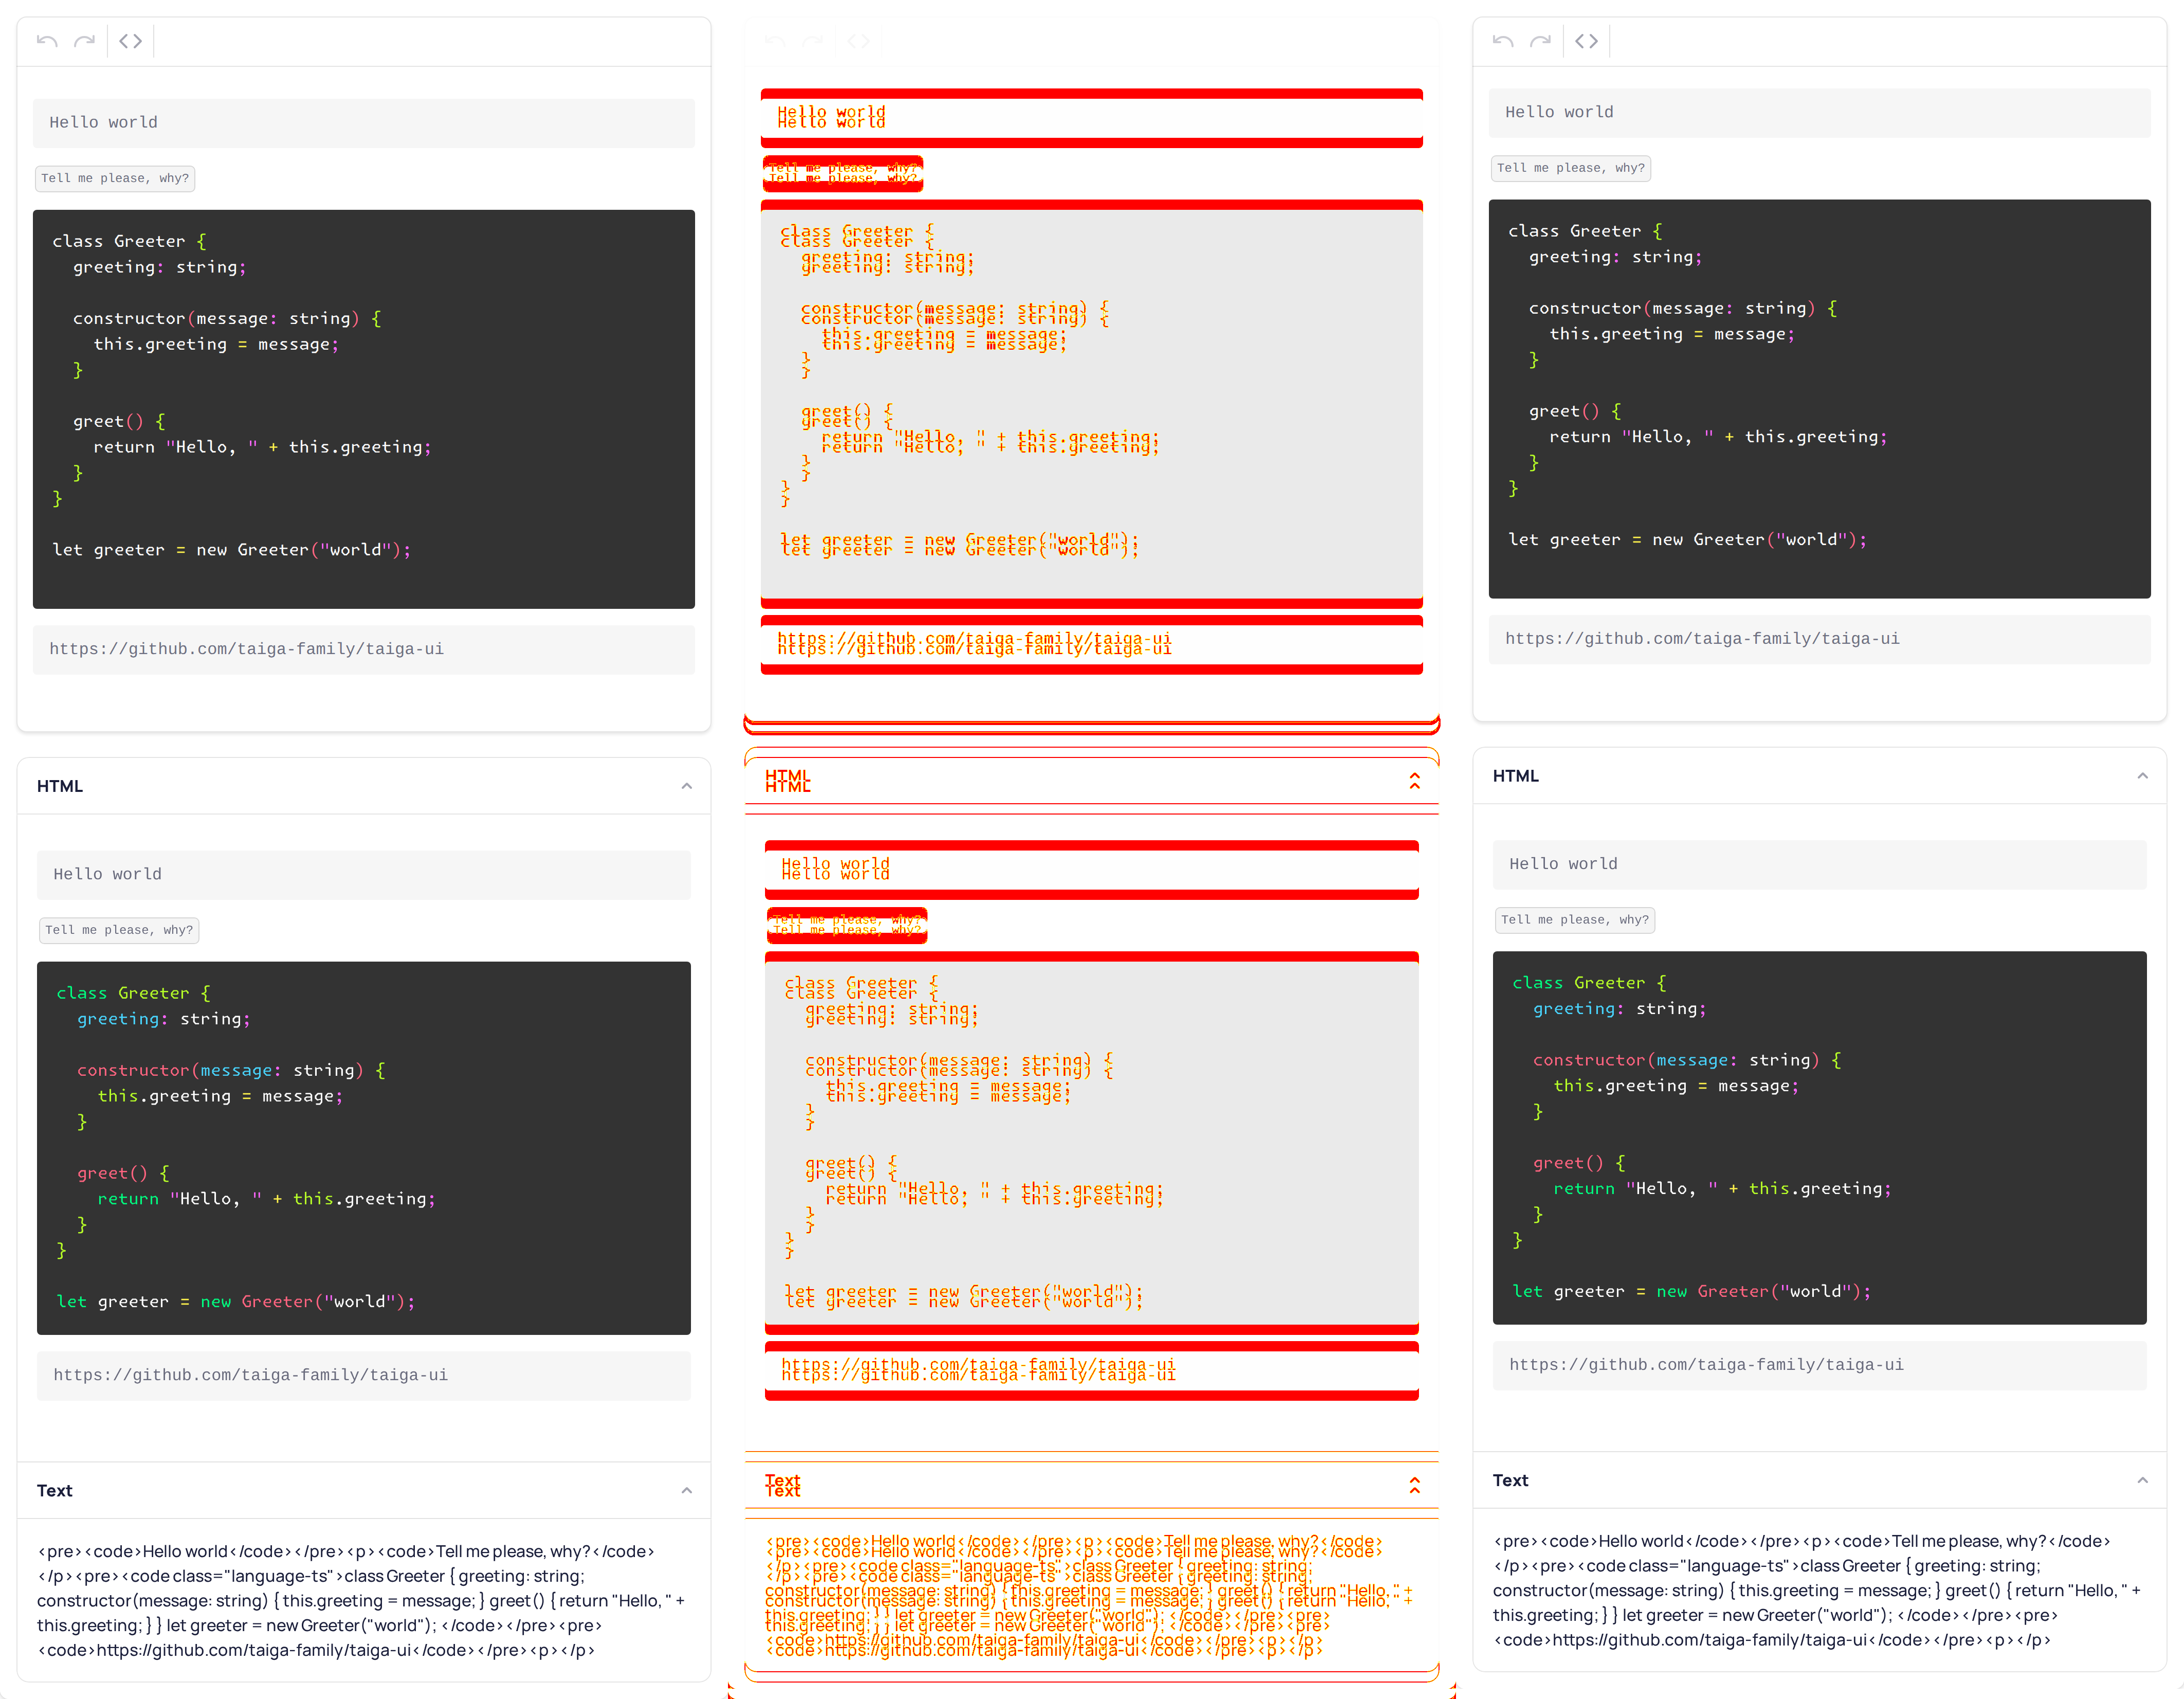 Hello world
Tell me please, why?
class Greeter {
greeting: string;
constructor(message: string) {
this.greeting = message;
}
greet() {
return "Hello, " + this.greeting;
}
}
let greeter = new Greeter("world");
https://github.com/taiga-family/taiga-ui
HTML
Hello world
Tell me please, why?
class Greeter {
greeting: string;
constructor(message: string) {
this.greeting = message;
}
greet() {
return "Hello, " + this.greeting;
}
}
let greeter = new Greeter("world");
https://github.com/taiga-family/taiga-ui
Text
<pre><code>Hello world</code></pre><p><code>Tell me please, why?</code>
</p><pre><code class="language-ts">class Greeter { greeting: string;
constructor(message: string) { this.greeting = message; } greet() { return "Hello, " +
this.greeting; } } let greeter = new Greeter("world"); </code></pre><pre>
<code>https://github.com/taiga-family/taiga-ui</code></pre><p></p>
Hello world
Hello world
Tell me please, why?
Tell me please, why?
class Greeter {
class Greeter {
greeting: string;
greeting: string;
constructor(message: string) {
constructor(message: string) {
this.greeting = message;
this.greeting = message;
}
}
greet() {
greet() {
return "Hello, " + this.greeting;
return "Hello, " + this.greeting;
}
}
}
}
let greeter = new Greeter("world");
let greeter = new Greeter("world");
https://github.com/taiga-family/taiga-ui
https://github.com/taiga-family/taiga-ui
HTML
HTML
Hello world
Hello world
Tell me please, why?
Tell me please, why?
class Greeter {
class Greeter {
greeting: string;
greeting: string;
constructor(message: string) {
constructor(message: string) {
this.greeting = message;
this.greeting = message;
}
}
greet() {
greet() {
return "Hello, " + this.greeting;
return "Hello, " + this.greeting;
}
}
}
}
let greeter = new Greeter("world");
let greeter = new Greeter("world");
https://github.com/taiga-family/taiga-ui
https://github.com/taiga-family/taiga-ui
Text
Text
<pre><code>Hello world</code></pre><p><code>Tell me please, why?</code>
<pre><code>Hello world</code></pre><p><code>Tell me please, why?</code>
</p><pre><code class="language-ts">class Greeter { greeting: string;
</p><pre><code class="language-ts">class Greeter { greeting: string;
constructor(message: string) { this.greeting = message; } greet() { return "Hello, " +
constructor(message: string) { this.greeting = message; } greet() { return "Hello, " +
this.greeting; } } let greeter = new Greeter("world"); </code></pre><pre>
this.greeting; } } let greeter = new Greeter("world"); </code></pre><pre>
<code>https://github.com/taiga-family/taiga-ui</code></pre><p></p>
<code>https://github.com/taiga-family/taiga-ui</code></pre><p></p>
Hello world
Tell me please, why?
class Greeter {
greeting: string;
constructor(message: string) {
this.greeting = message;
}
greet() {
return "Hello, " + this.greeting;
}
}
let greeter = new Greeter("world");
https://github.com/taiga-family/taiga-ui
HTML
Hello world
Tell me please, why?
class Greeter {
greeting: string;
constructor(message: string) {
this.greeting = message;
}
greet() {
return "Hello, " + this.greeting;
}
}
let greeter = new Greeter("world");
https://github.com/taiga-family/taiga-ui
Text
<pre><code>Hello world</code></pre><p><code>Tell me please, why?</code>
</p><pre><code class="language-ts">class Greeter { greeting: string;
constructor(message: string) { this.greeting = message; } greet() { return "Hello, " +
this.greeting; } } let greeter = new Greeter("world"); </code></pre><pre>
<code>https://github.com/taiga-family/taiga-ui</code></pre><p></p>